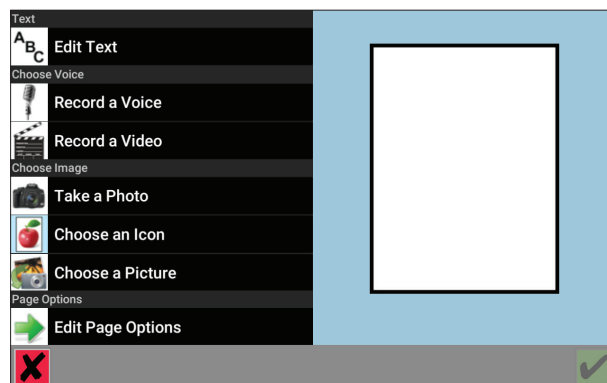 Text
ABC
Edit Text
Choose Voice
Record a Voice
Record a Video
Choose Image
Take a Photo
Choose an Icon
Choose a Picture
Page Options
Edit Page Options